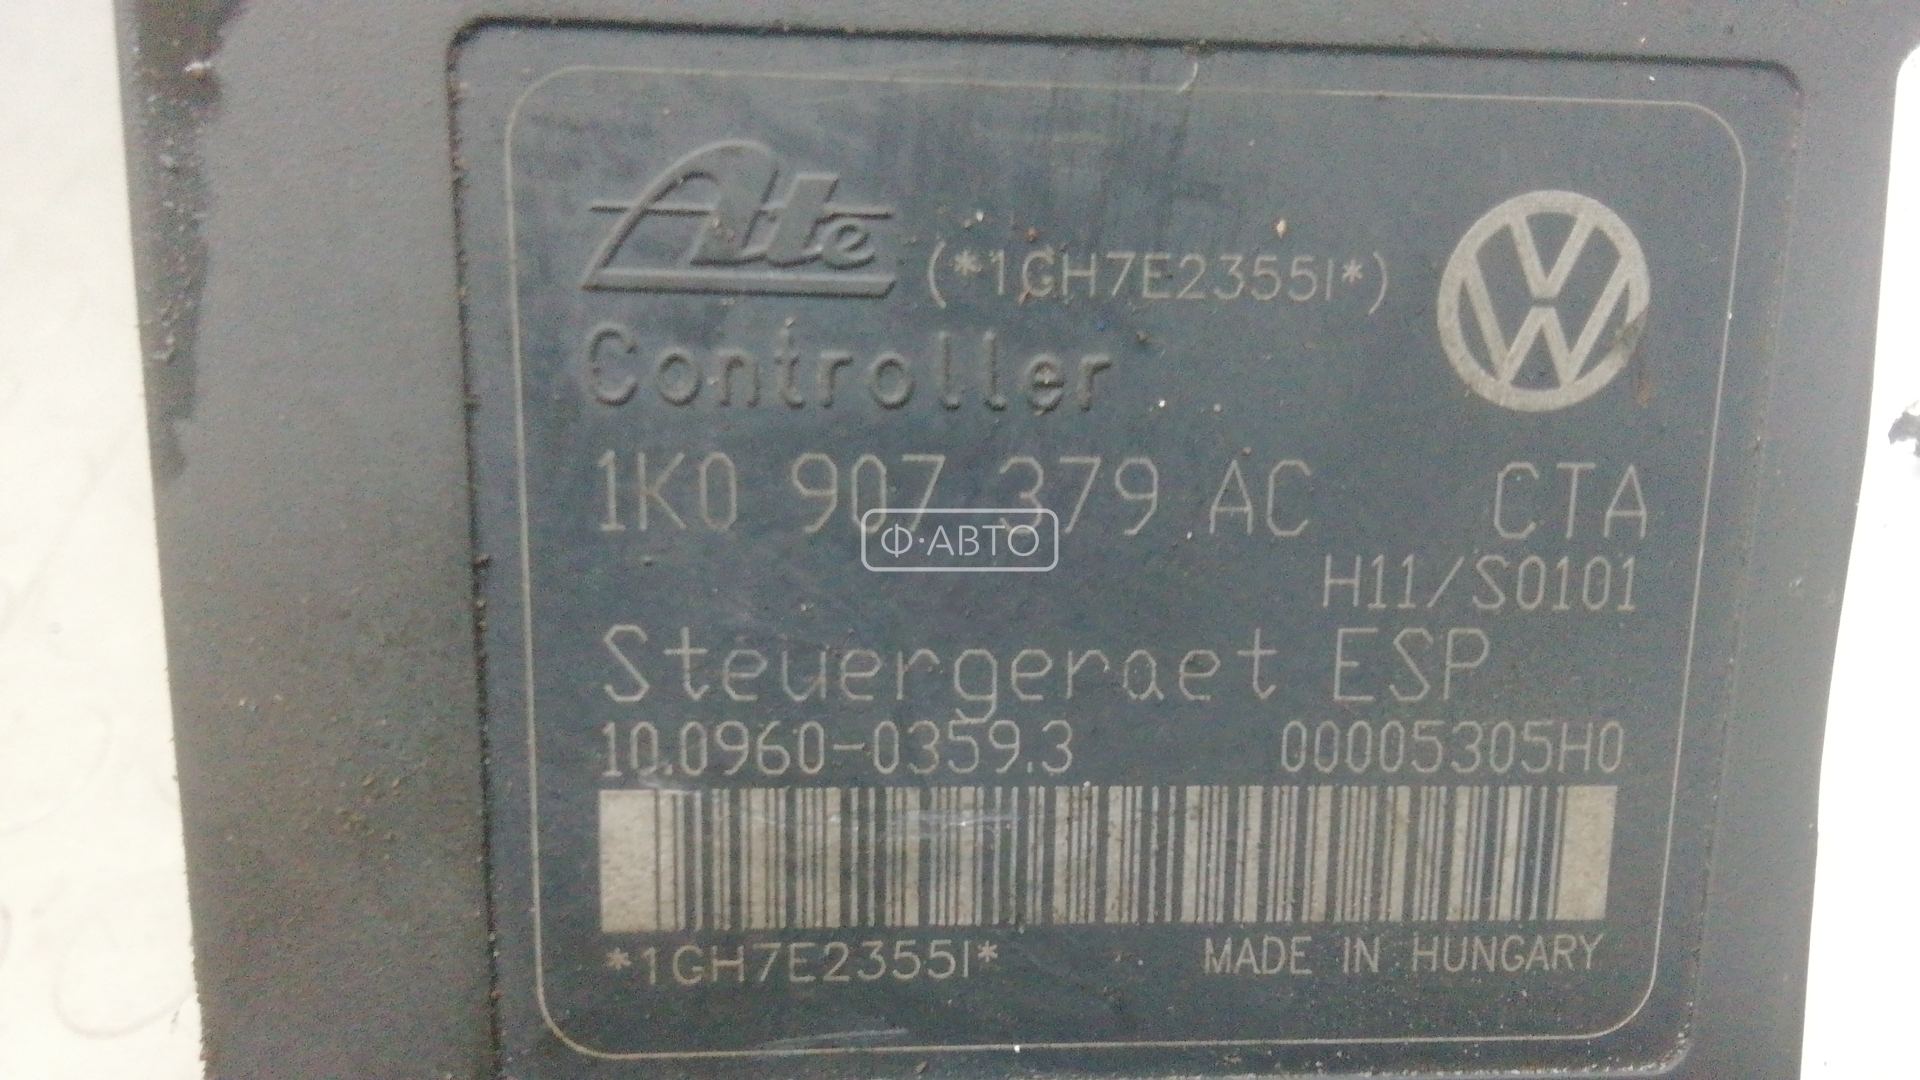 Ate (*1GH7E2355I*)
Controller
1K0 907 379 AC CTA
Ф·АВТО
H11/S0101
Steuergeraet ESP
10.0960-0359.3 00005305H0
*1GH7E2355I* MADE IN HUNGARY